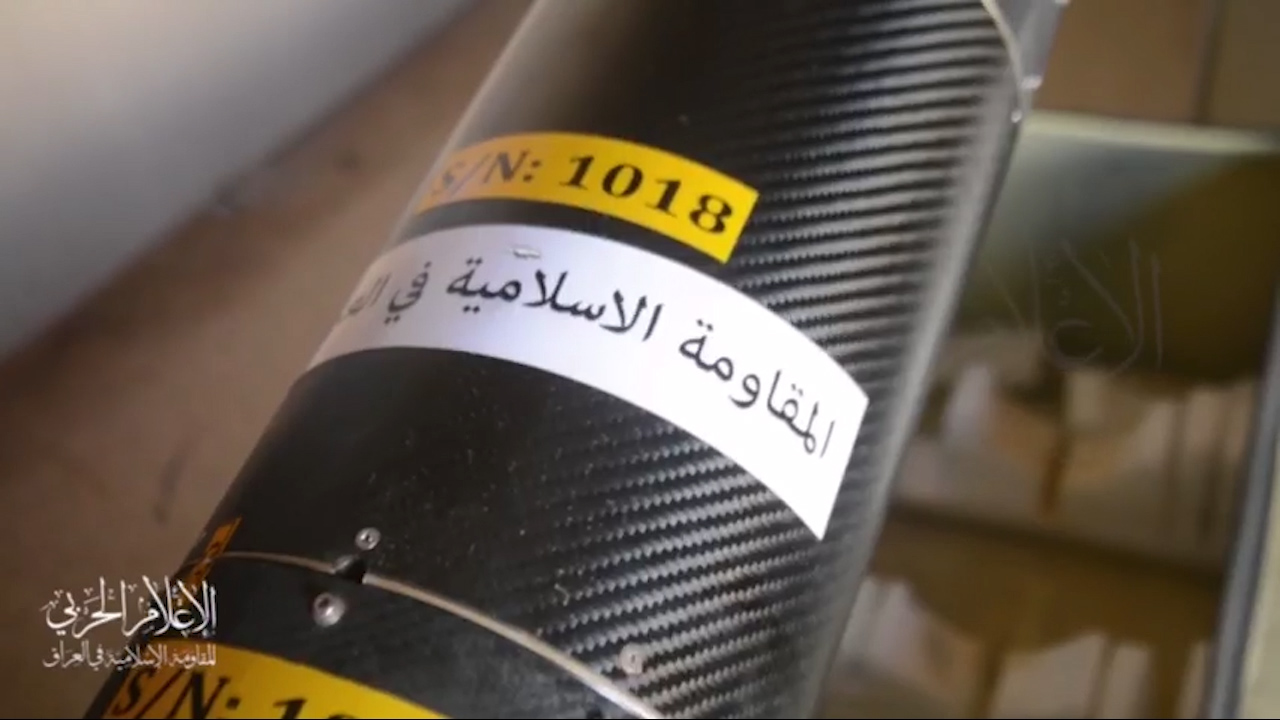 S/N: 1018
المقاومة الاسلامية في
S/N:
الإعلام الحربي
للمقاومة الإسلامية في العراق